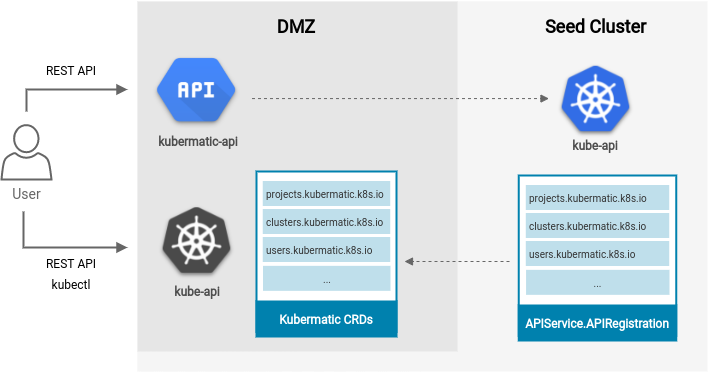 DMZ
Seed Cluster
REST API
API
kubermatic-api
kube-api
User
REST API
kubectl
kube-api
projects.kubermatic.k8s.io
clusters.kubermatic.k8s.io
users.kubermatic.k8s.io
...
Kubermatic CRDs
projects.kubermatic.k8s.io
clusters.kubermatic.k8s.io
users.kubermatic.k8s.io
...
APIService.APIRegistration